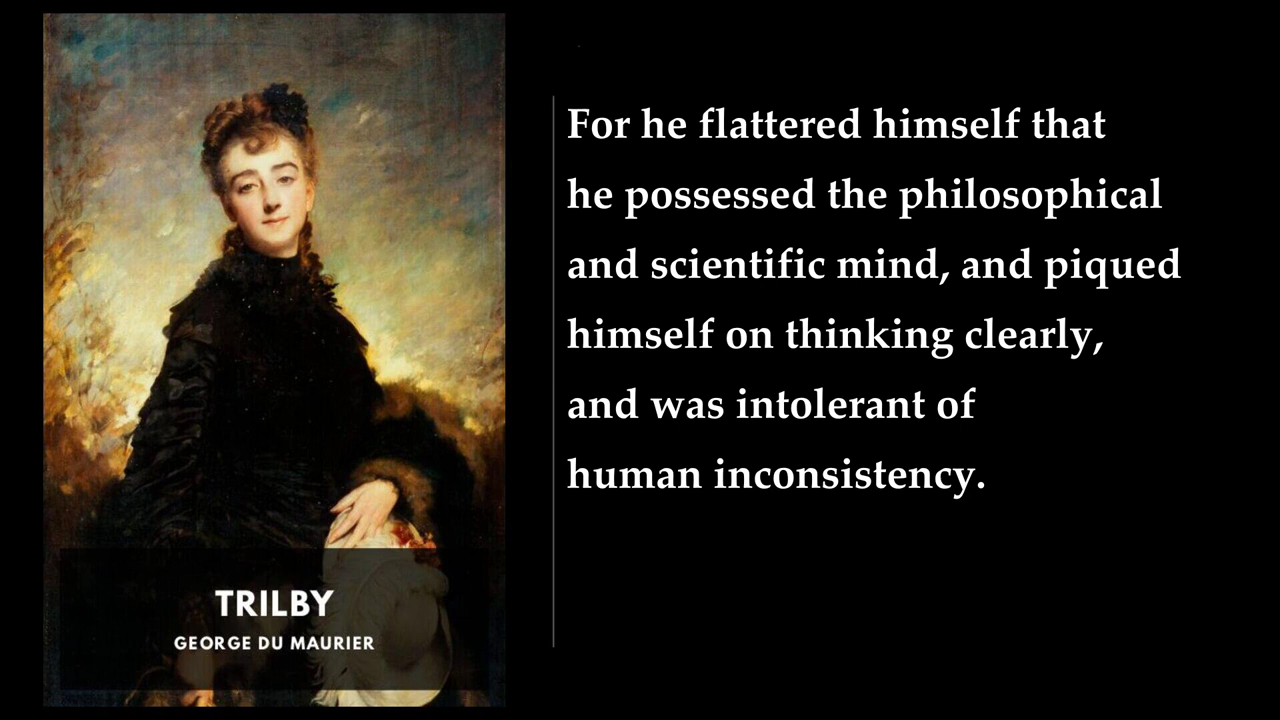 TRILBY
GEORGE DU MAURIER
For he flattered himself that
he possessed the philosophical
and scientific mind, and piqued
himself on thinking clearly,
and was intolerant of
human inconsistency.